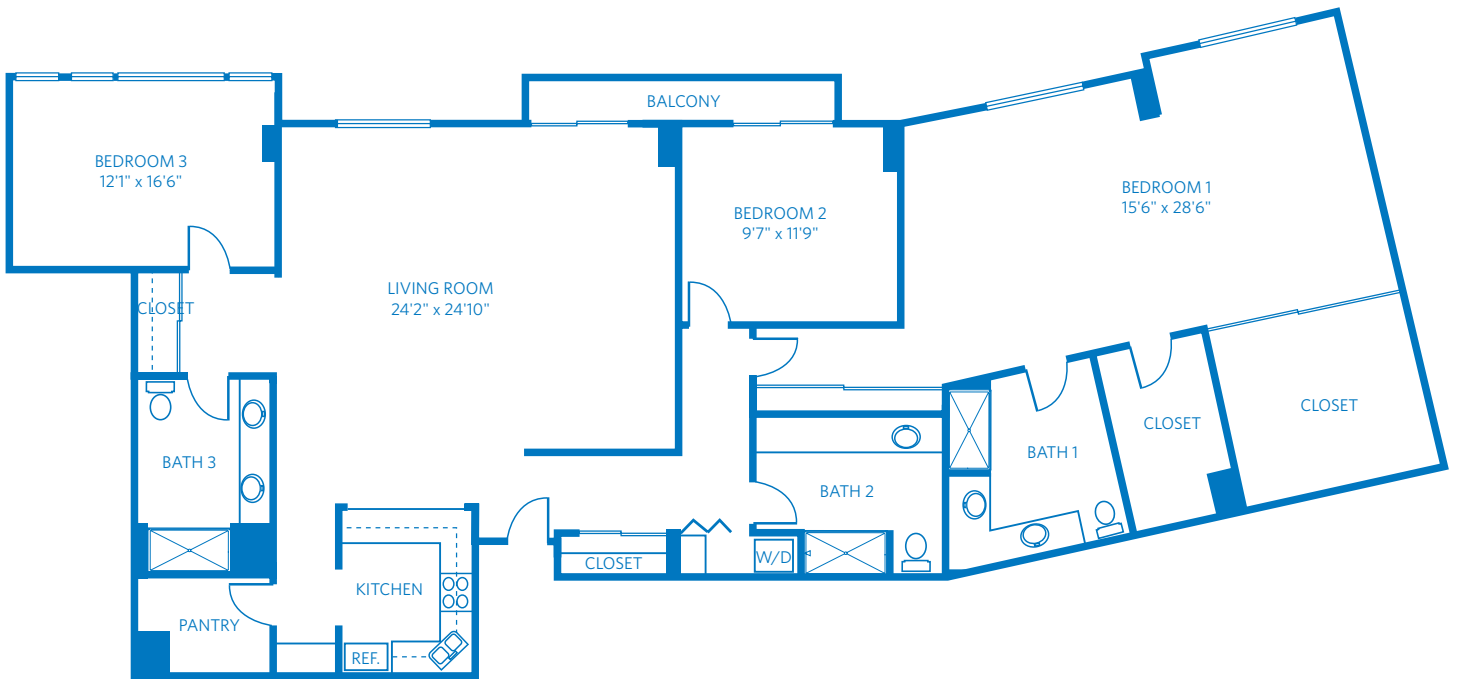 BALCONY
BEDROOM 3
12'1" x 16'6"
BEDROOM 1
15'6" x 28'6"
BEDROOM 2
9'7" x 11'9"
LIVING ROOM
24'2" x 24'10"
CLOSET
CLOSET
CLOSET
BATH 1
BATH 3
BATH 2
W/D
CLOSET
KITCHEN
PANTRY
REF.